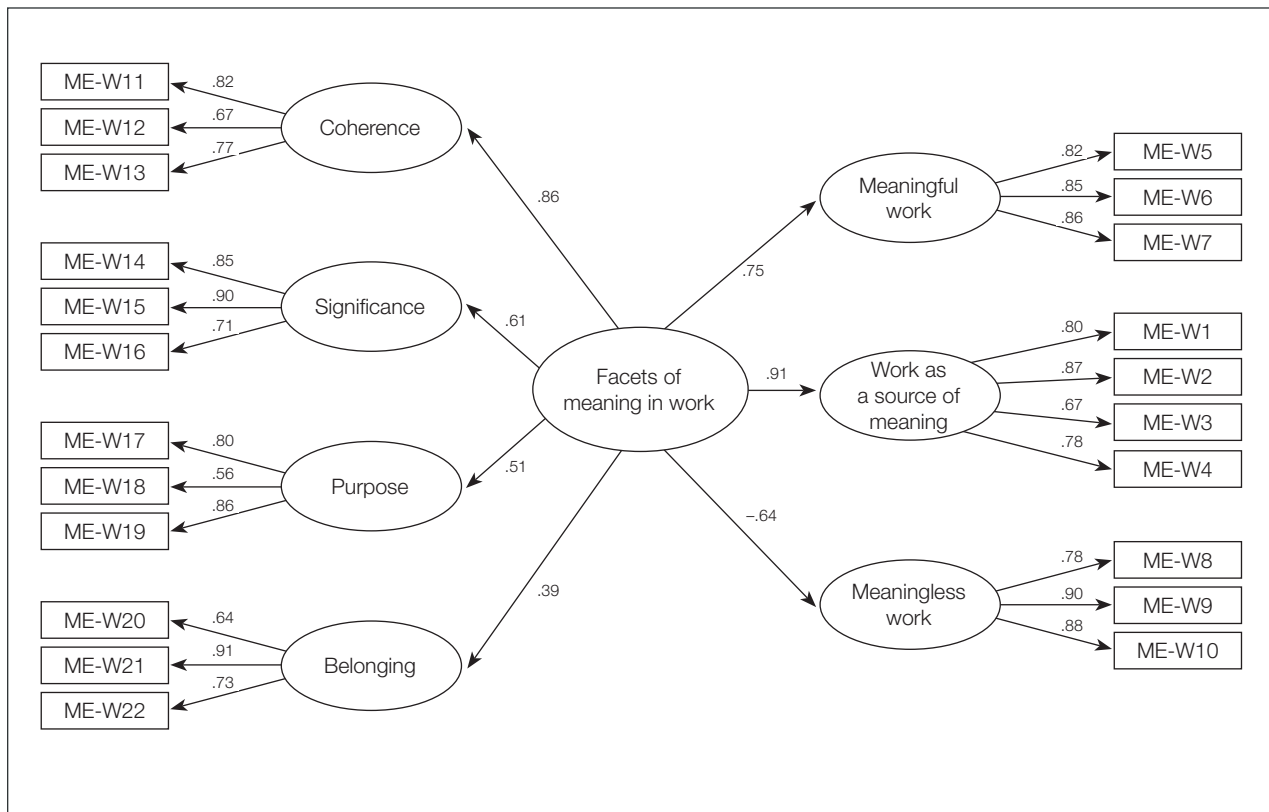 ME-W11
ME-W12
ME-W13
.82
.67
.77
Coherence
.86
ME-W14
ME-W15
ME-W16
.85
.90
.71
Significance
.61
ME-W17
ME-W18
ME-W19
.80
.56
.86
Purpose
.51
ME-W20
ME-W21
ME-W22
.64
.91
.73
Belonging
.39
Facets of
meaning in work
.75
Meaningful
work
.82
.85
.86
ME-W5
ME-W6
ME-W7
.91
Work as
a source of
meaning
.80
.87
.67
.78
ME-W1
ME-W2
ME-W3
ME-W4
–.64
Meaningless
work
.78
.90
.88
ME-W8
ME-W9
ME-W10